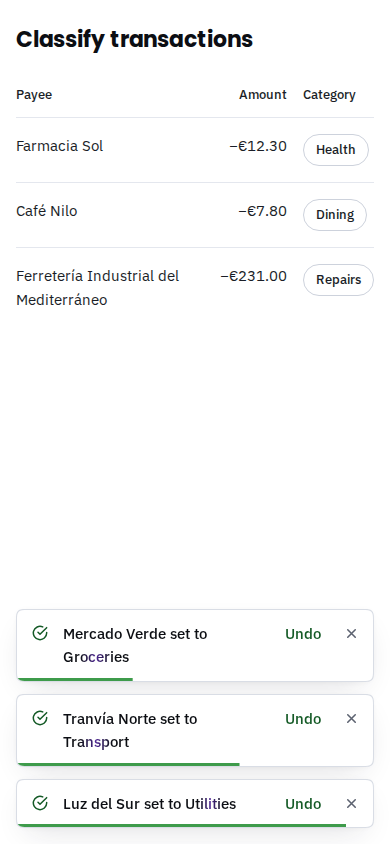 Classify transactions
Payee Amount Category
Farmacia Sol −€12.30 Health
Café Nilo −€7.80 Dining
Ferretería Industrial del −€231.00 Repairs
Mediterráneo
Mercado Verde set to Undo
Groceries
Tranvía Norte set to Undo
Transport
Luz del Sur set to Utilities Undo